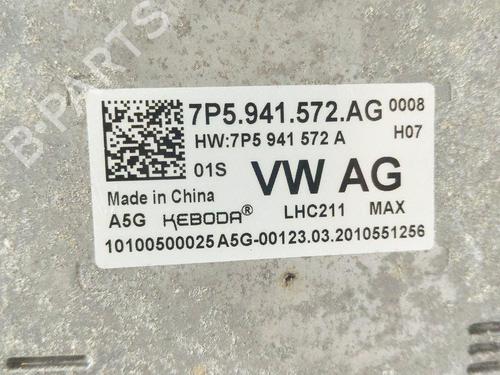 B-PARTS
7P5.941.572.AG 0008
HW:7P5 941 572 A H07
01S VW AG
Made in China
A5G KEBODA® LHC211 MAX
10100500025 A5G-00123.03.2010551256